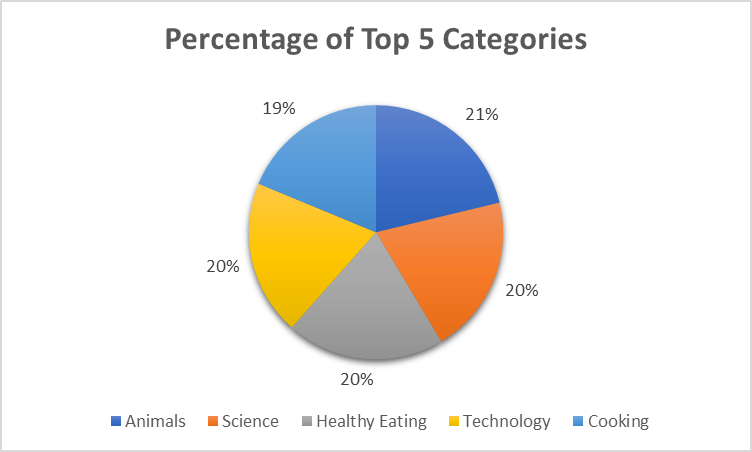 Percentage of Top 5 Categories
19%
21%
20%
20%
20%
Animals Science Healthy Eating Technology Cooking